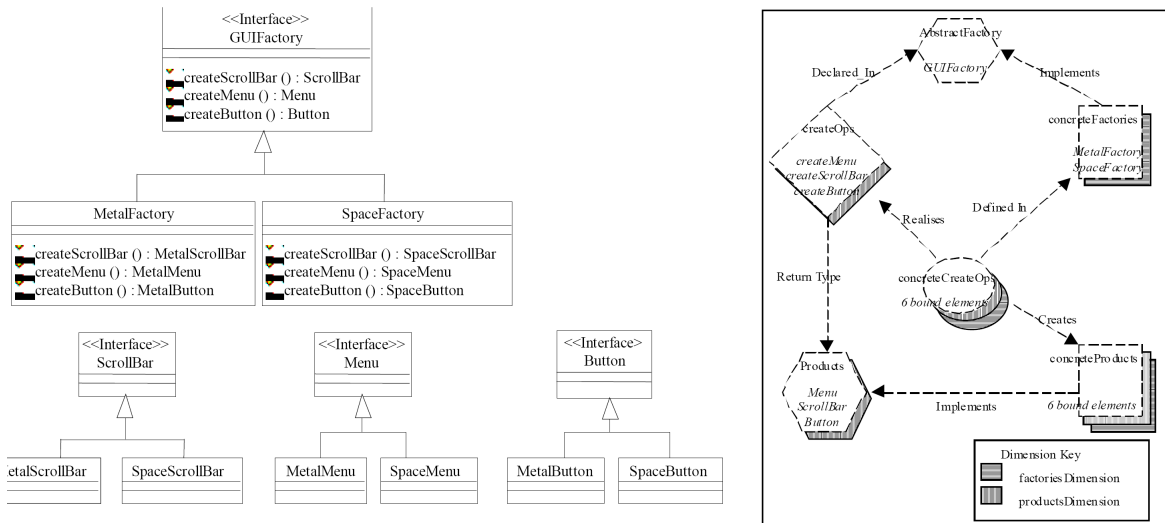 <<Interface>>
GUIFactory
createScrollBar () : ScrollBar
createMenu () : Menu
createButton () : Button
MetalFactory
createScrollBar () : MetalScrollBar
createMenu () : MetalMenu
createButton () : MetalButton
SpaceFactory
createScrollBar () : SpaceScrollBar
createMenu () : SpaceMenu
createButton () : SpaceButton
<<Interface>>
ScrollBar
<<Interface>>
Menu
<<Interface>
Button
etalScrollBar
SpaceScrollBar
MetalMenu
SpaceMenu
MetalButton
SpaceButton
AbstractFactory
GUIFactory
Declared_In
Implements
createOps
createMenu
createScrollBar
createButton
concreteFactories
MetalFactory
SpaceFactory
Realises
Defined In
Return Type
concreteCreateOps
6 bound elements
Creates
Products
Menu
ScrollBar
Button
Implements
concreteProducts
6 bound elements
Dimension Key
factoriesDimension
productsDimension